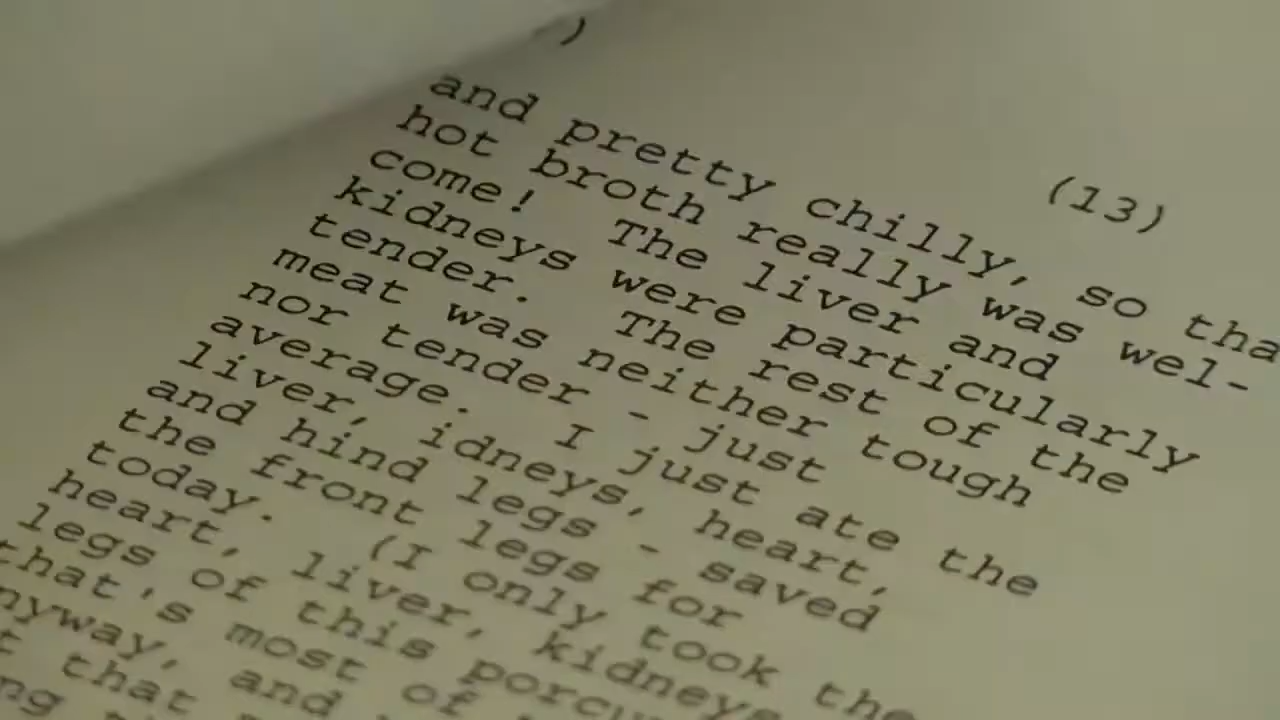 )
(13)
and pretty chilly, so tha
hot broth really was wel-
come! The liver and
kidneys were particularly
tender. The rest of the
meat was neither tough
nor tender - just
average. I just ate the
liver, idneys, heart,
and hind legs - saved
the front legs for
today. (I only took the
heart, liver, kidneys
legs of this porcu
that's most of
nyway, and
t that
ng